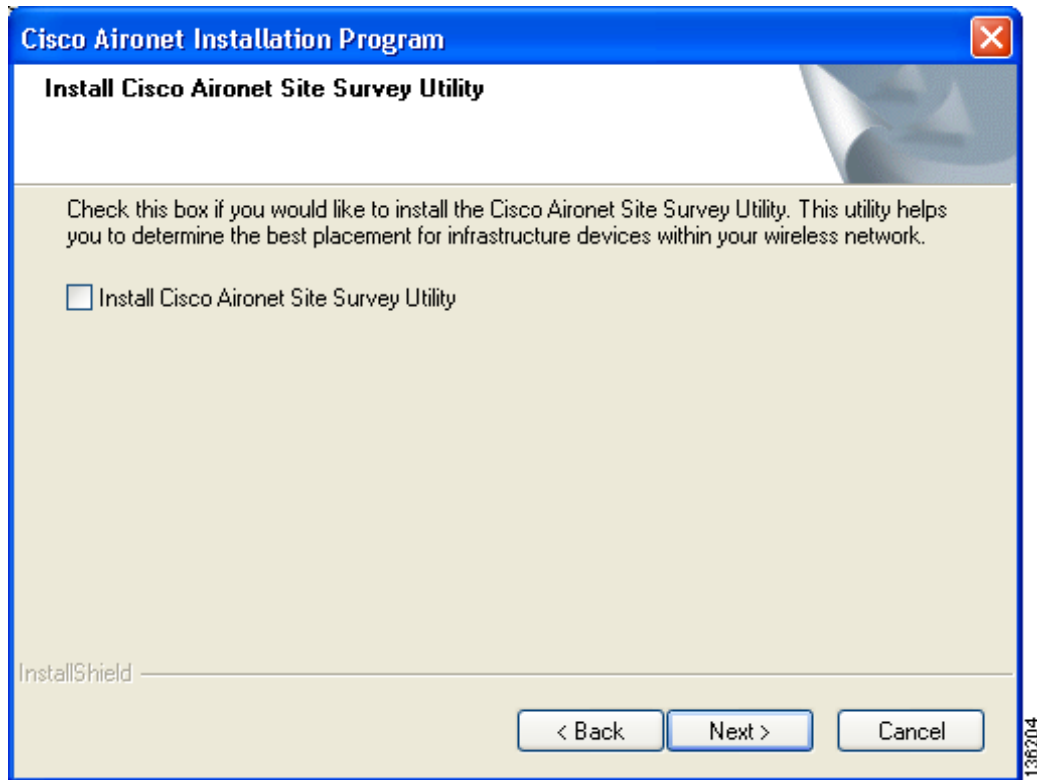 Cisco Aironet Installation Program
Install Cisco Aironet Site Survey Utility
Check this box if you would like to install the Cisco Aironet Site Survey Utility. This utility helps
you to determine the best placement for infrastructure devices within your wireless network.
Install Cisco Aironet Site Survey Utility
InstallShield
< Back
Next >
Cancel
136204